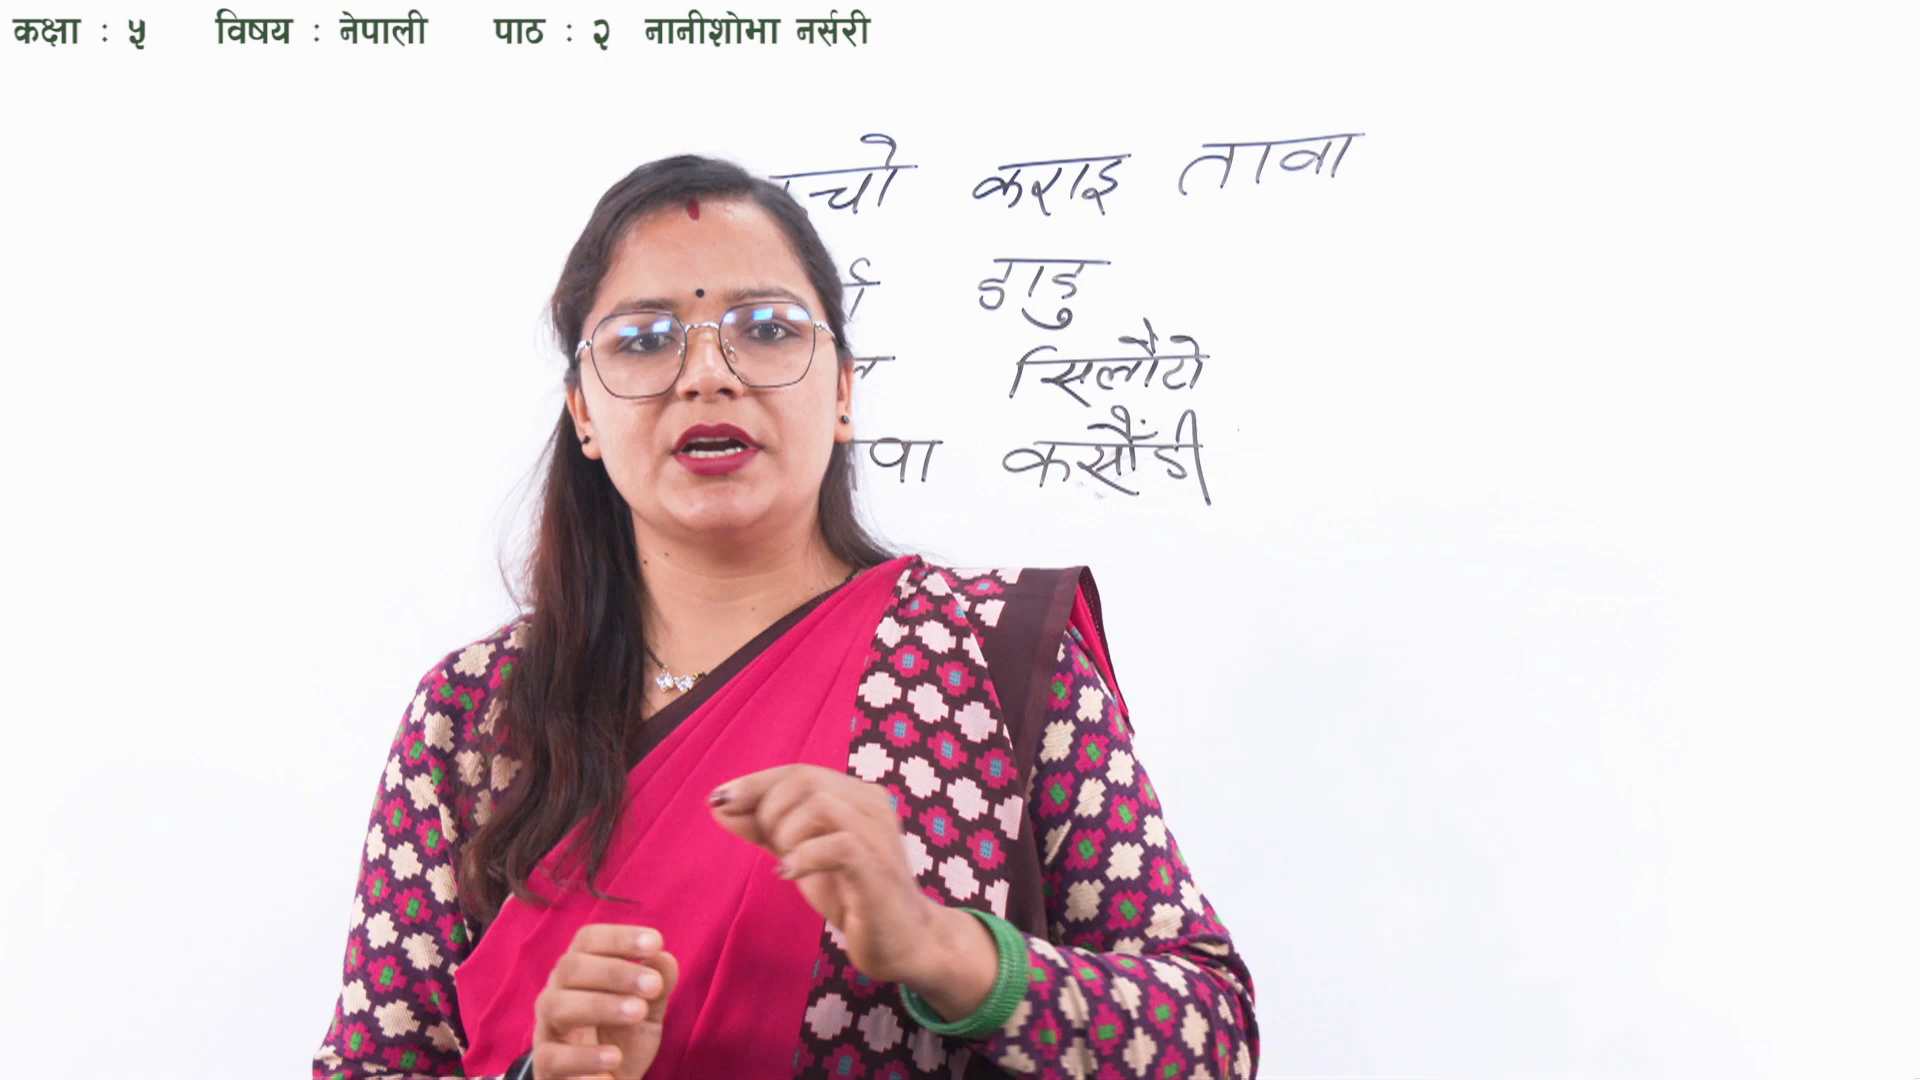 कक्षा : ५ विषय : नेपाली पाठ : २ नानीशोभा नर्सरी
कराइ तावा
डाडु
सिलौटो
कसौंडी